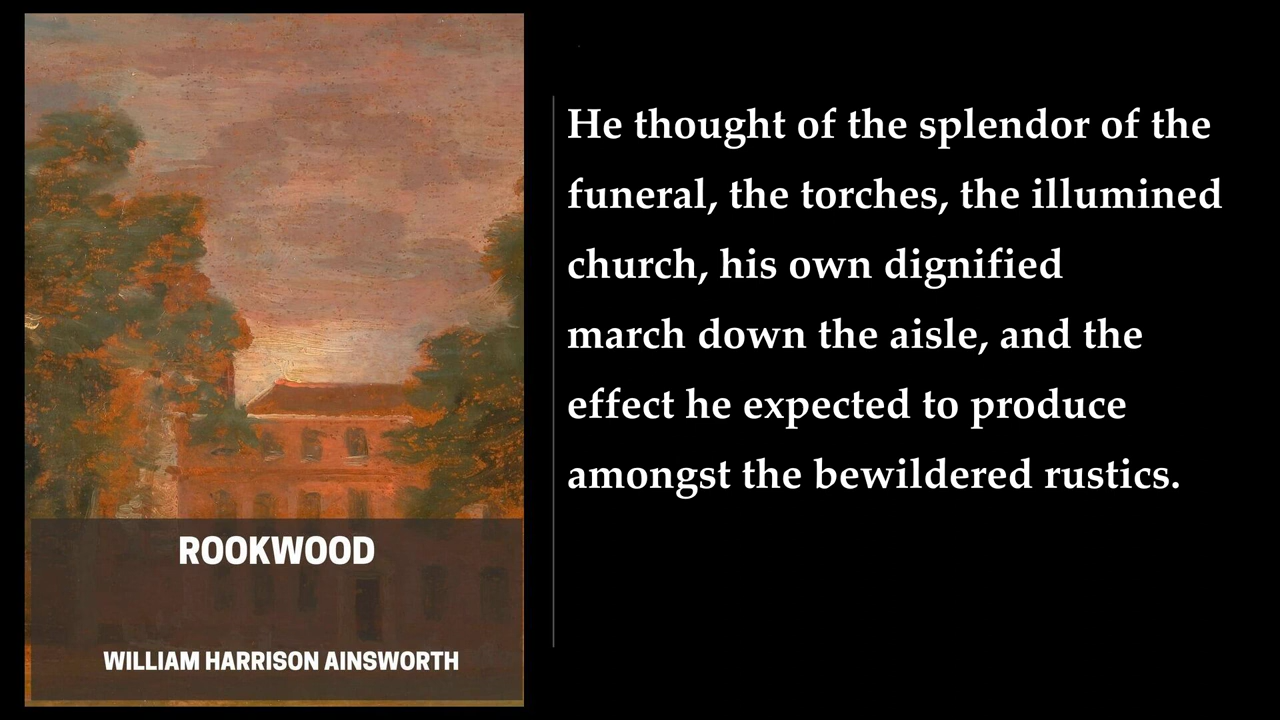 ROOKWOOD
WILLIAM HARRISON AINSWORTH
He thought of the splendor of the
funeral, the torches, the illumined
church, his own dignified
march down the aisle, and the
effect he expected to produce
amongst the bewildered rustics.